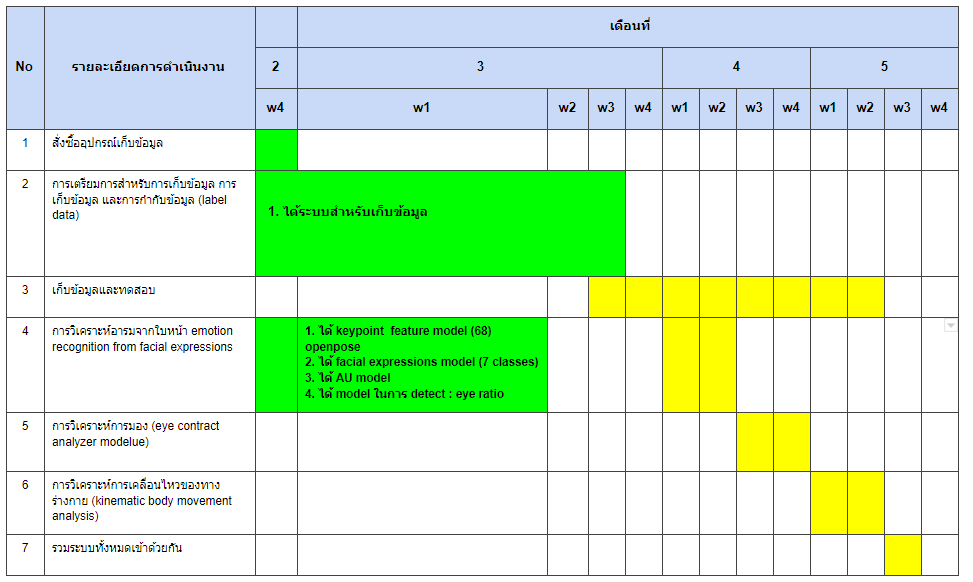 เดือนที่
No รายละเอียดการดำเนินงาน 2 3 4 5
w4 w1 w2 w3 w4 w1 w2 w3 w4 w1 w2 w3 w4
1 สั่งซื้ออุปกรณ์เก็บข้อมูล
2 การเตรียมการสำหรับการเก็บข้อมูล การ
เก็บข้อมูล และการกำกับข้อมูล (label
data)
1. ได้ระบบสำหรับเก็บข้อมูล
3 เก็บข้อมูลและทดสอบ
4 การวิเคราะห์อารมจากใบหน้า emotion
recognition from facial expressions
1. ได้ keypoint feature model (68)
openpose
2. ได้ facial expressions model (7 classes)
3. ได้ AU model
4. ได้ model ในการ detect : eye ratio
5 การวิเคราะห์การมอง (eye contract
analyzer modelue)
6 การวิเคราะห์การเคลื่อนไหวของทาง
ร่างกาย (kinematic body movement
analysis)
7 รวมระบบทั้งหมดเข้าด้วยกัน